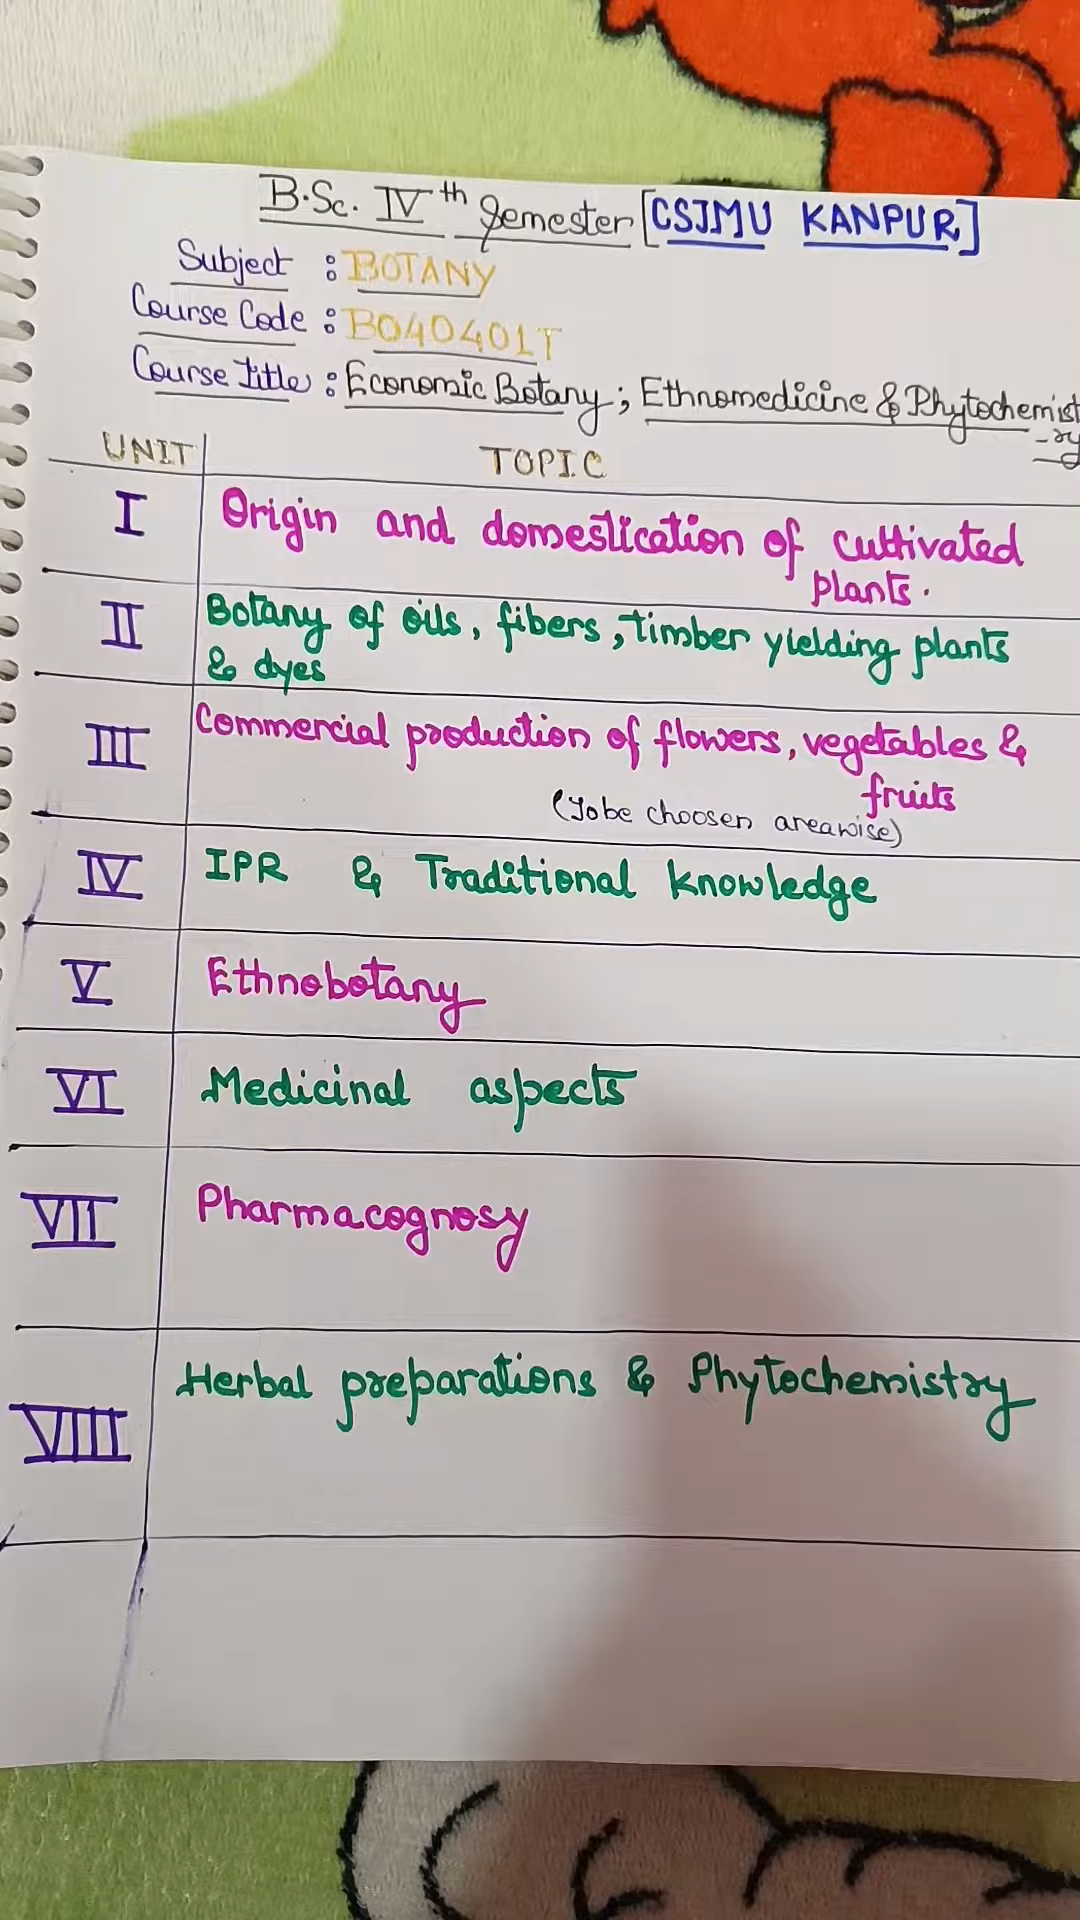 B.Sc. IVth Semester [CSJMU KANPUR]
Subject : BOTANY
Course Code : B040401T
Course Title : Economic Botany ; Ethnomedicine & Phytochemist
-ry
UNIT TOPIC
I Origin and domestication of cultivated
plants.
II Botany of oils, fibers, timber yielding plants
& dyes
III Commercial production of flowers, vegetables &
fruits
(To be choosen areawise)
IV IPR & Traditional knowledge
V Ethnobotany
VI Medicinal aspects
VII Pharmacognosy
VIII Herbal preparations & Phytochemistry